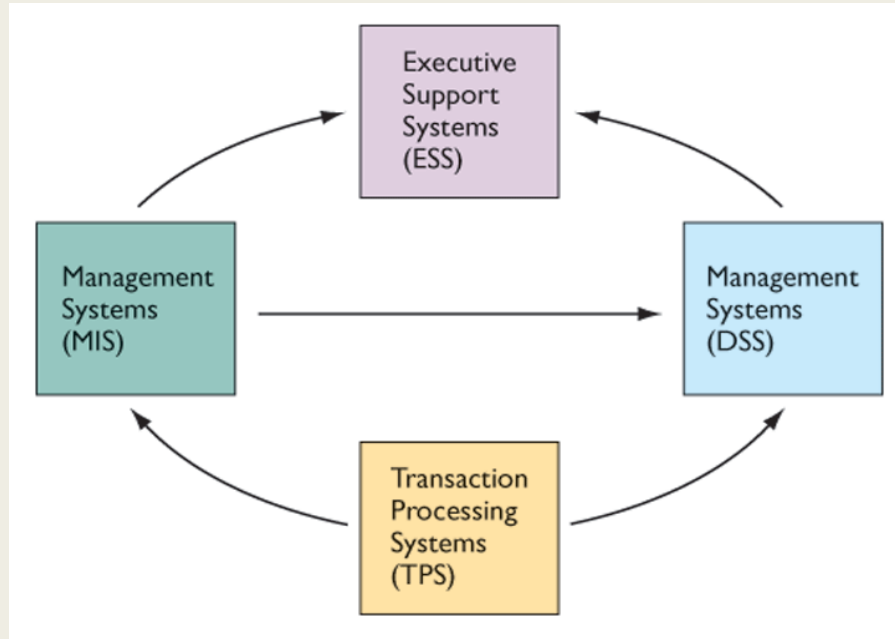 Executive
Support
Systems
(ESS)
Management
Systems
(MIS)
Management
Systems
(DSS)
Transaction
Processing
Systems
(TPS)